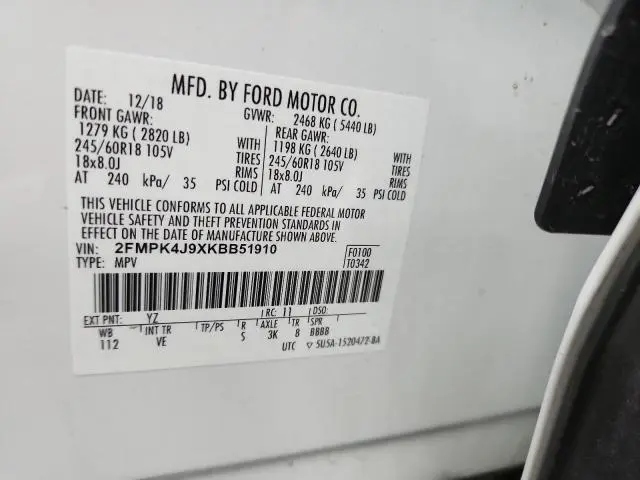 MFD. BY FORD MOTOR CO.
DATE: 12/18 GVWR: 2468 KG ( 5440 LB)
FRONT GAWR: REAR GAWR:
1279 KG ( 2820 LB) WITH 1198 KG ( 2640 LB) WITH
245/60R18 105V TIRES 245/60R18 105V TIRES
18x8.0J RIMS 18x8.0J RIMS
AT 240 kPa/ 35 PSI COLD AT 240 kPa/ 35 PSI COLD
THIS VEHICLE CONFORMS TO ALL APPLICABLE FEDERAL MOTOR
VEHICLE SAFETY AND THEFT PREVENTION STANDARDS IN
EFFECT ON THE DATE OF MANUFACTURE SHOWN ABOVE.
VIN: 2FMPK4J9XKBB51910 F0100
TYPE: MPV T0342
EXT PNT: YZ RC: 11 DSO:
WB INT TR TP/PS R AXLE TR SPR
112 VE S 3K 8 BBBB
UTC ▽ 5U5A-1520472-BA